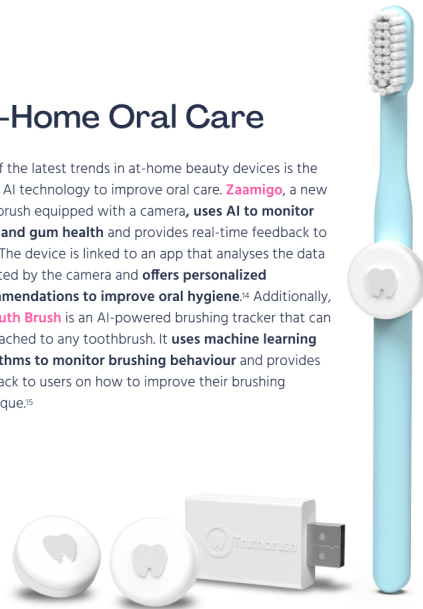 -Home Oral Care
f the latest trends in at-home beauty devices is the
AI technology to improve oral care. Zaamigo, a new
brush equipped with a camera, uses AI to monitor
and gum health and provides real-time feedback to
The device is linked to an app that analyses the data
ted by the camera and offers personalized
mmendations to improve oral hygiene.14 Additionally,
uth Brush is an AI-powered brushing tracker that can
ached to any toothbrush. It uses machine learning
ithms to monitor brushing behaviour and provides
ack to users on how to improve their brushing
que.15
Truthbrush